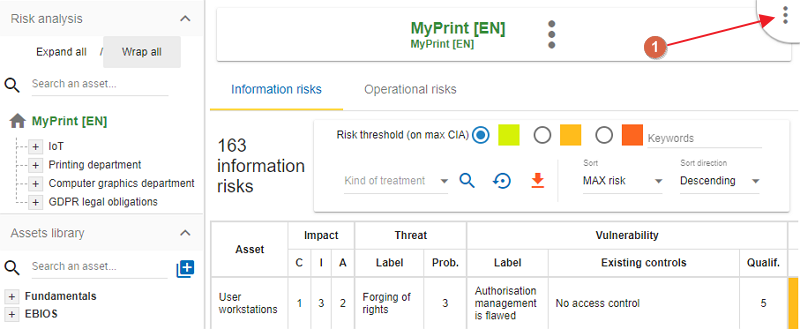 Risk analysis
Expand all / Wrap all
Search an asset...
MyPrint [EN]
+ IoT
+ Printing department
+ Computer graphics department
+ GDPR legal obligations
Assets library
Search an asset...
+ Fundamentals
+ EBIOS
MyPrint [EN]
MyPrint [EN]
1
Information risks
Operational risks
163 information risks
Risk threshold (on max CIA)
Keywords
Kind of treatment
Sort
MAX risk
Sort direction
Descending
Asset Impact Threat Vulnerability
C I A Label Prob. Label Existing controls Qualif.
User workstations 1 3 2 Forging of rights 3 Authorisation management is flawed No access control 5